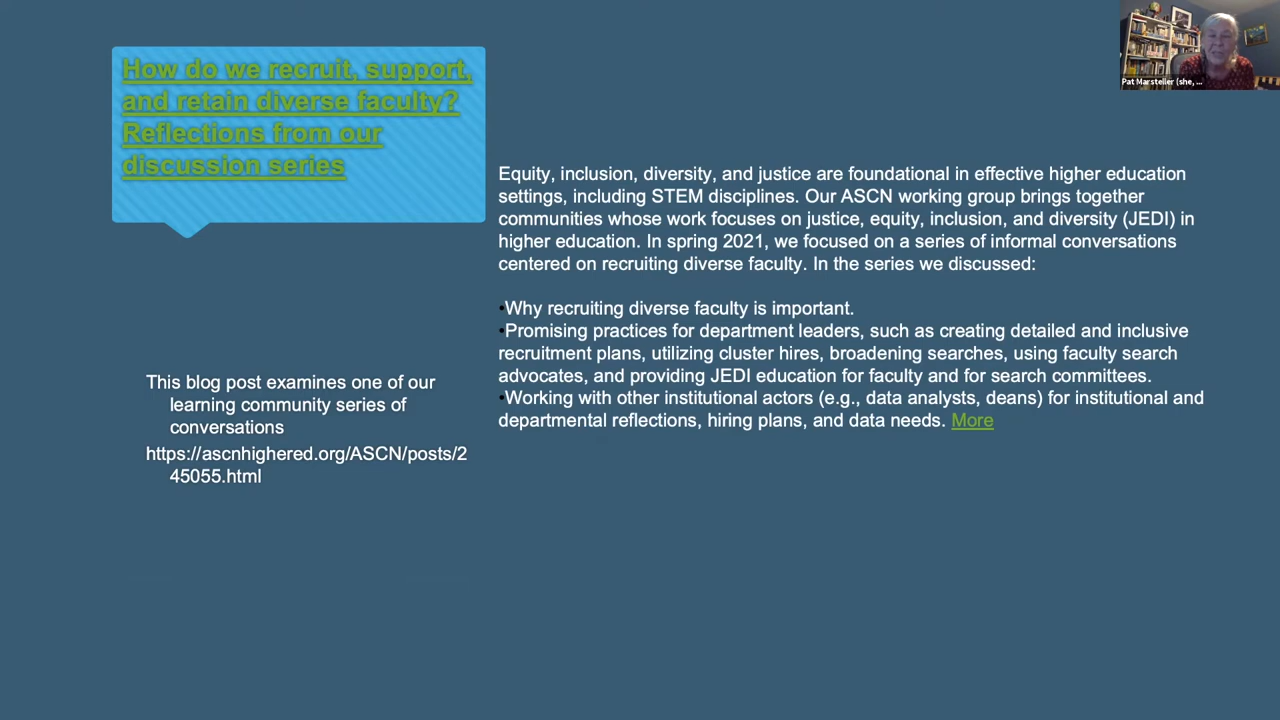 How do we recruit, support,
and retain diverse faculty?
Reflections from our
discussion series
This blog post examines one of our
learning community series of
conversations
https://ascnhighered.org/ASCN/posts/2
45055.html
Equity, inclusion, diversity, and justice are foundational in effective higher education
settings, including STEM disciplines. Our ASCN working group brings together
communities whose work focuses on justice, equity, inclusion, and diversity (JEDI) in
higher education. In spring 2021, we focused on a series of informal conversations
centered on recruiting diverse faculty. In the series we discussed:
•Why recruiting diverse faculty is important.
•Promising practices for department leaders, such as creating detailed and inclusive
recruitment plans, utilizing cluster hires, broadening searches, using faculty search
advocates, and providing JEDI education for faculty and for search committees.
•Working with other institutional actors (e.g., data analysts, deans) for institutional and
departmental reflections, hiring plans, and data needs. More
Pat Marsteller (she, ...